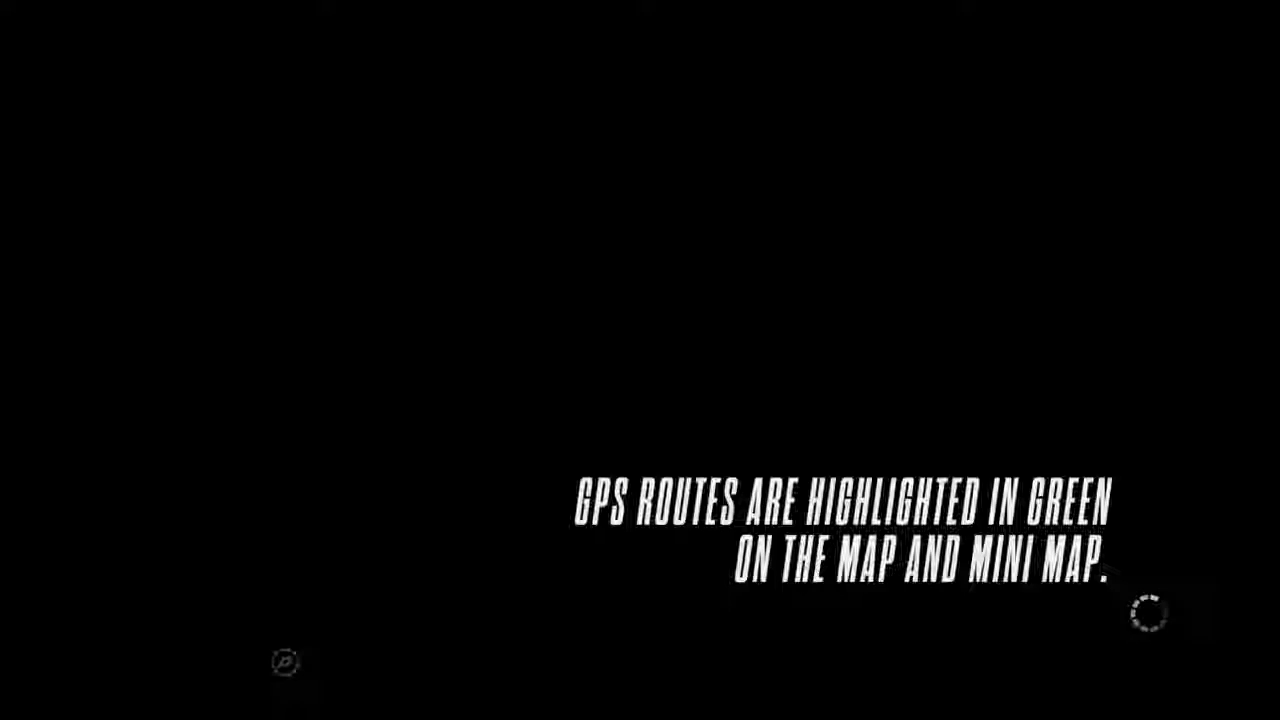 GPS ROUTES ARE HIGHLIGHTED IN GREEN
ON THE MAP AND MINI MAP.